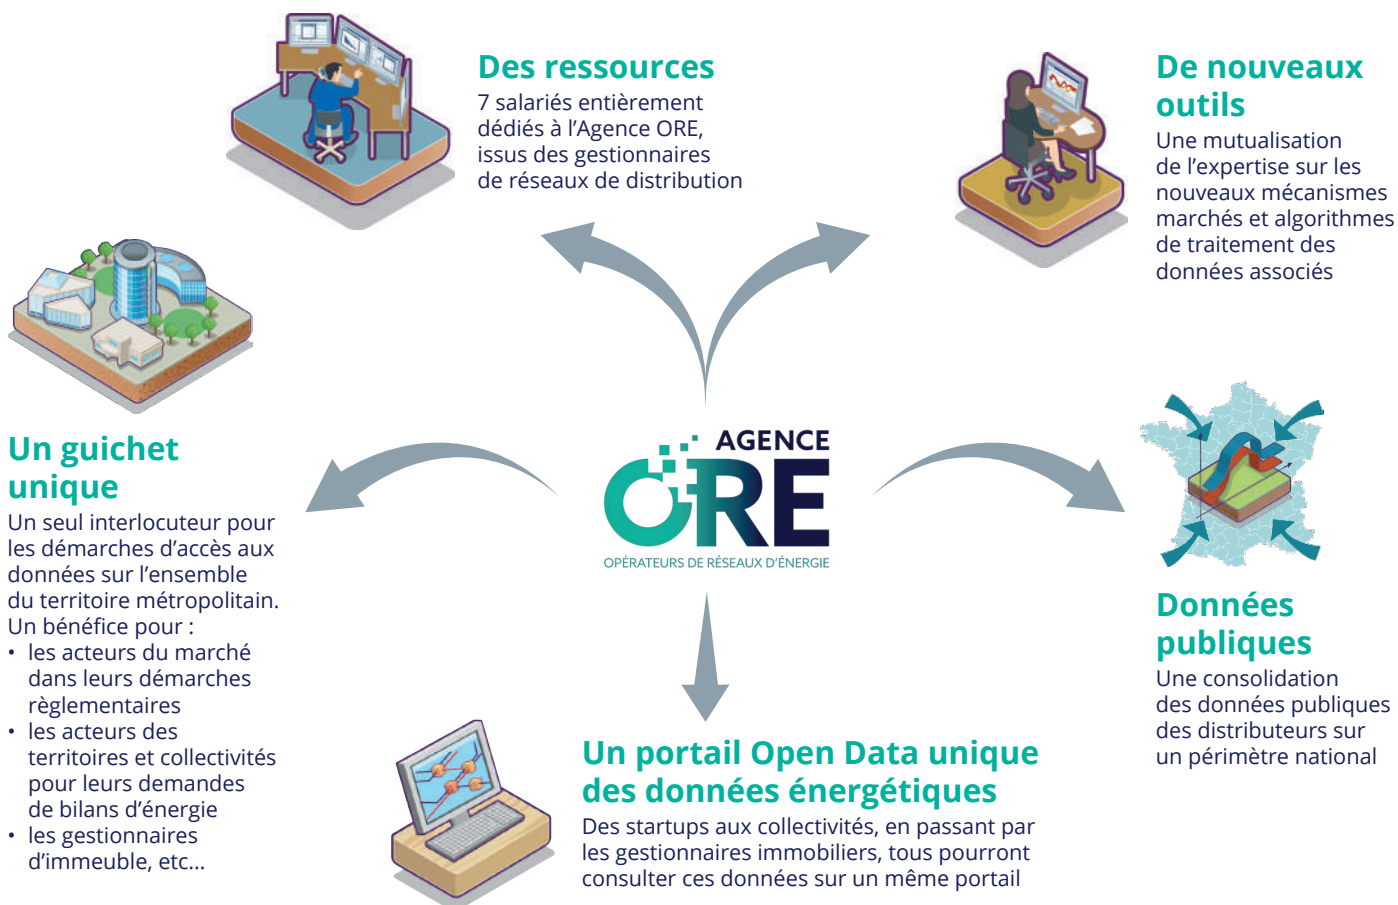 Des ressources
7 salariés entièrement
dédiés à l’Agence ORE,
issus des gestionnaires
de réseaux de distribution
De nouveaux
outils
Une mutualisation
de l’expertise sur les
nouveaux mécanismes
marchés et algorithmes
de traitement des
données associés
Un guichet
unique
Un seul interlocuteur pour
les démarches d’accès aux
données sur l’ensemble
du territoire métropolitain.
Un bénéfice pour :
• les acteurs du marché
dans leurs démarches
règlementaires
• les acteurs des
territoires et collectivités
pour leurs demandes
de bilans d’énergie
• les gestionnaires
d’immeuble, etc...
AGENCE
ORE
OPÉRATEURS DE RÉSEAUX D’ÉNERGIE
Données
publiques
Une consolidation
des données publiques
des distributeurs sur
un périmètre national
Un portail Open Data unique
des données énergétiques
Des startups aux collectivités, en passant par
les gestionnaires immobiliers, tous pourront
consulter ces données sur un même portail